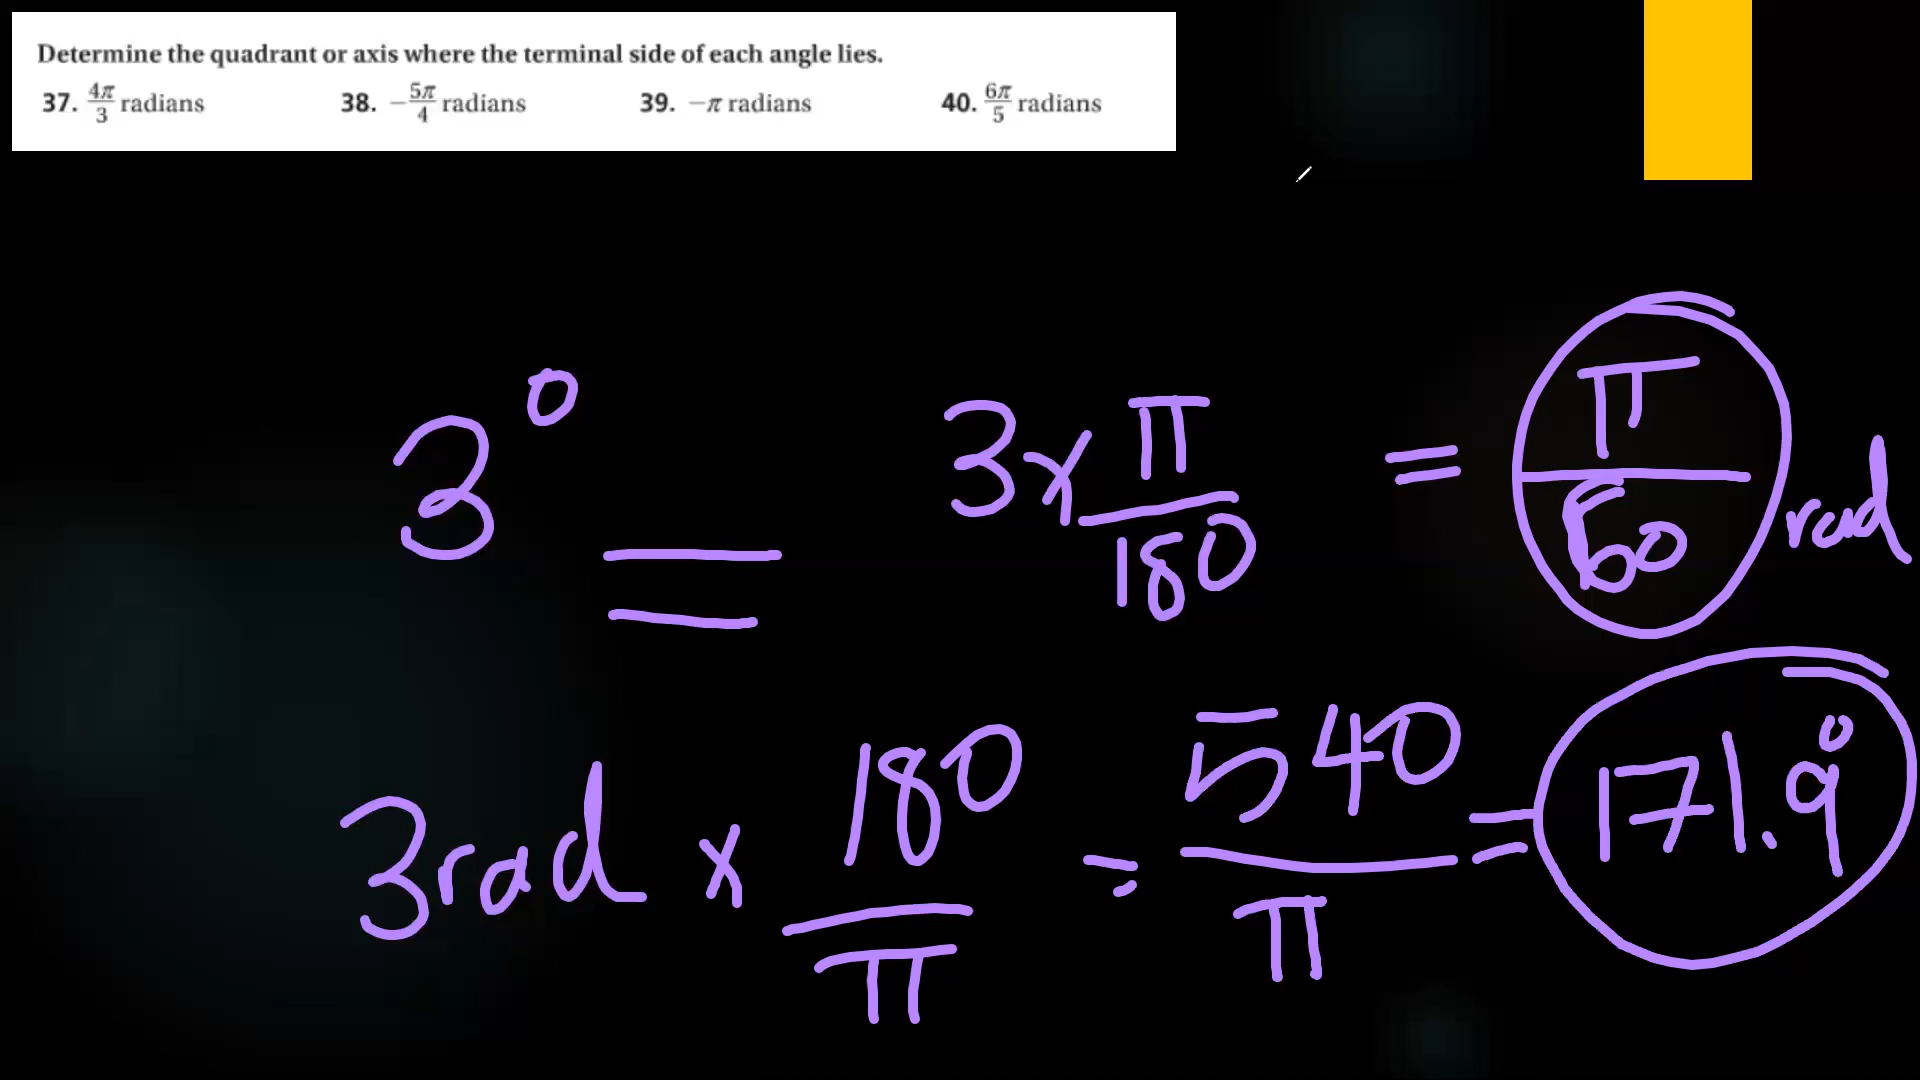 Determine the quadrant or axis where the terminal side of each angle lies.
37. 4π/3 radians 38. −5π/4 radians 39. −π radians 40. 6π/5 radians
3° = 3 x π/180 = π/60 rad
3rad x 180/π = 540/π = 171.9°